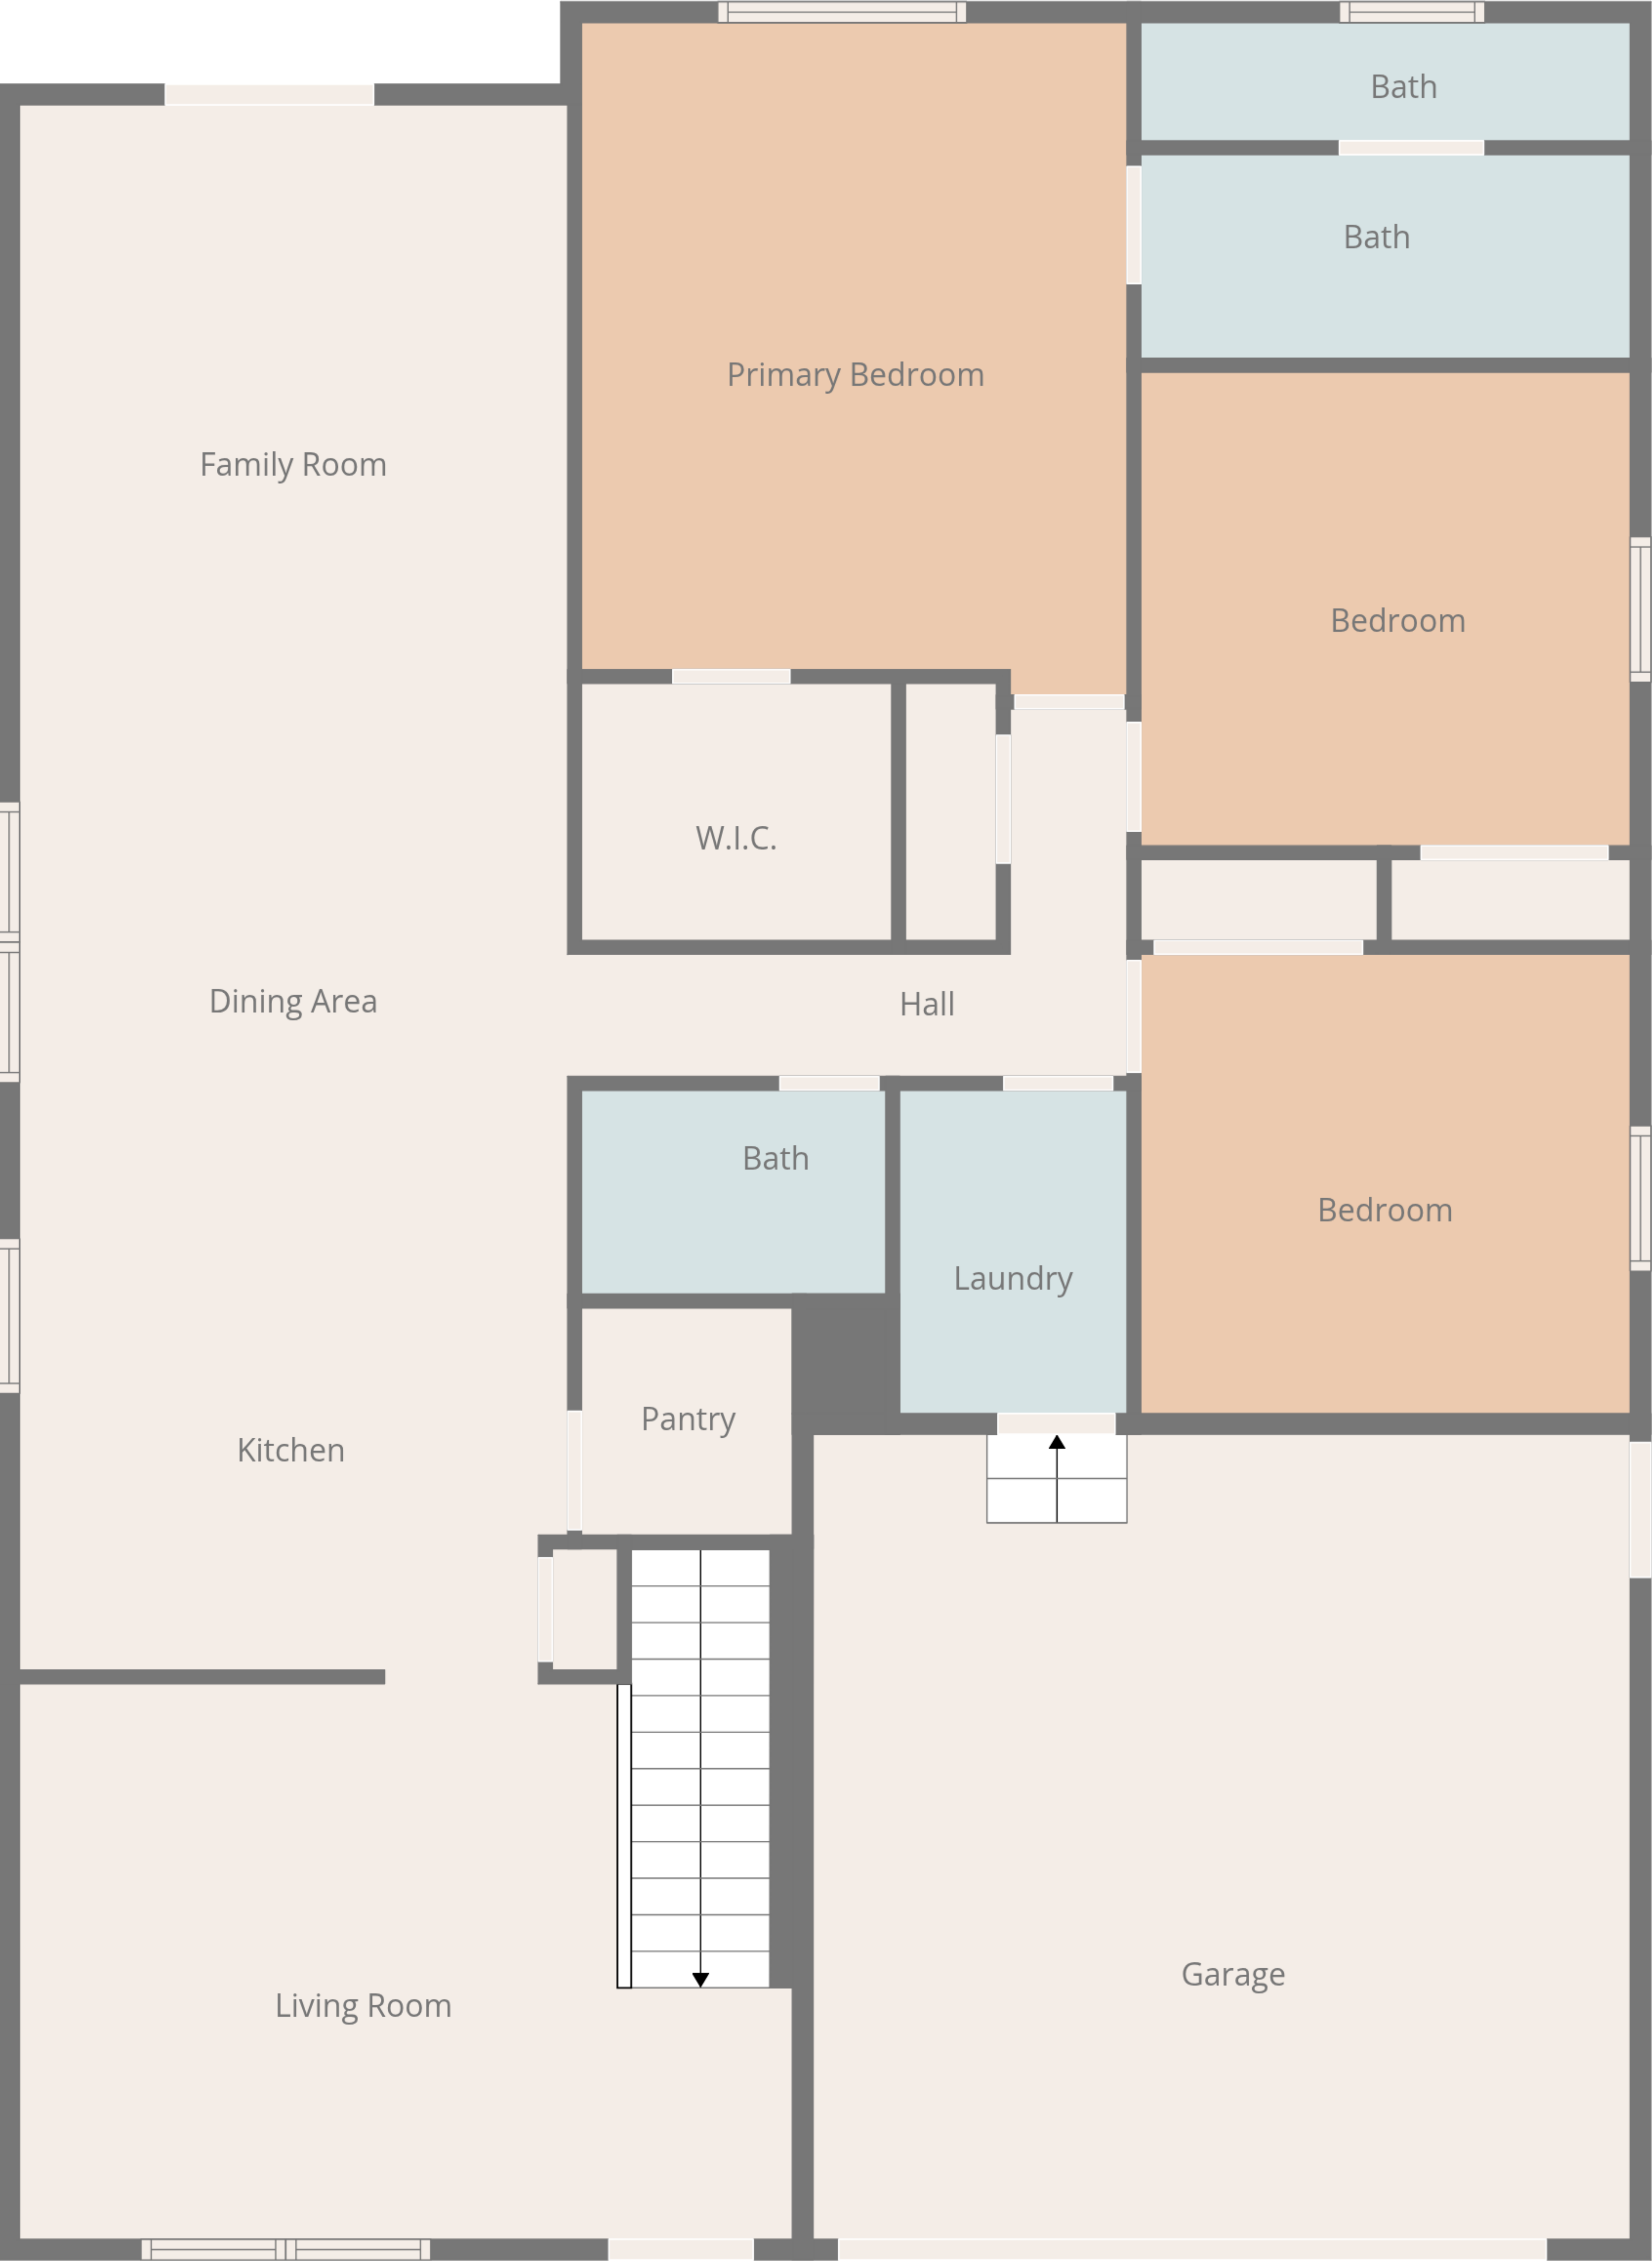 Bath
Bath
Primary Bedroom
Family Room
Bedroom
W.I.C.
Dining Area
Hall
Bath
Bedroom
Laundry
Pantry
Kitchen
Garage
Living Room